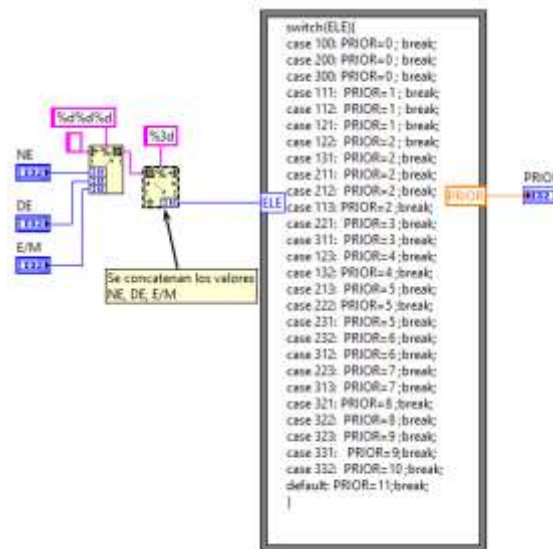 switch(ELE){
case 100: PRIOR=0 ; break;
case 200: PRIOR=0 ; break;
case 300: PRIOR=0 ; break;
case 111: PRIOR=1 ; break;
case 112: PRIOR=1 ; break;
case 121: PRIOR=1 ; break;
case 122: PRIOR=2 ; break;
case 131: PRIOR=2 ;break;
case 211: PRIOR=2 ;break;
case 212: PRIOR=2 ;break;
case 113: PRIOR=2 ;break;
case 221: PRIOR=3 ;break;
case 311: PRIOR=3 ;break;
case 123: PRIOR=4 ;break;
case 132: PRIOR=4 ;break;
case 213: PRIOR=5 ;break;
case 222: PRIOR=5 ;break;
case 231: PRIOR=5 ;break;
case 232: PRIOR=6 ;break;
case 312: PRIOR=6 ;break;
case 223: PRIOR=7 ;break;
case 313: PRIOR=7 ;break;
case 321: PRIOR=8 ;break;
case 322: PRIOR=8 ;break;
case 323: PRIOR=9 ;break;
case 331: PRIOR=9;break;
case 332: PRIOR=10 ;break;
default: PRIOR=11;break;
}
%d%d%d
%3d
NE
DE
E/M
Se concatenan los valores
NE, DE, E/M
ELE
PRIOR